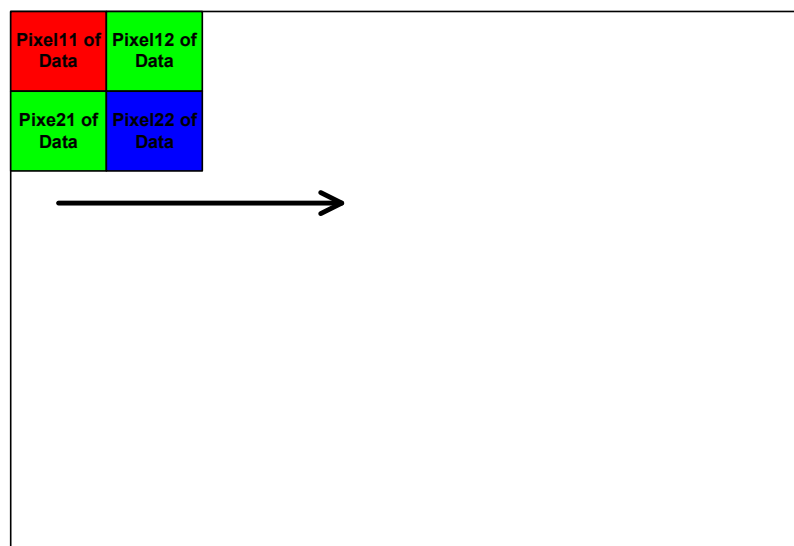 Pixel11 of
Data
Pixel12 of
Data
Pixe21 of
Data
Pixel22 of
Data